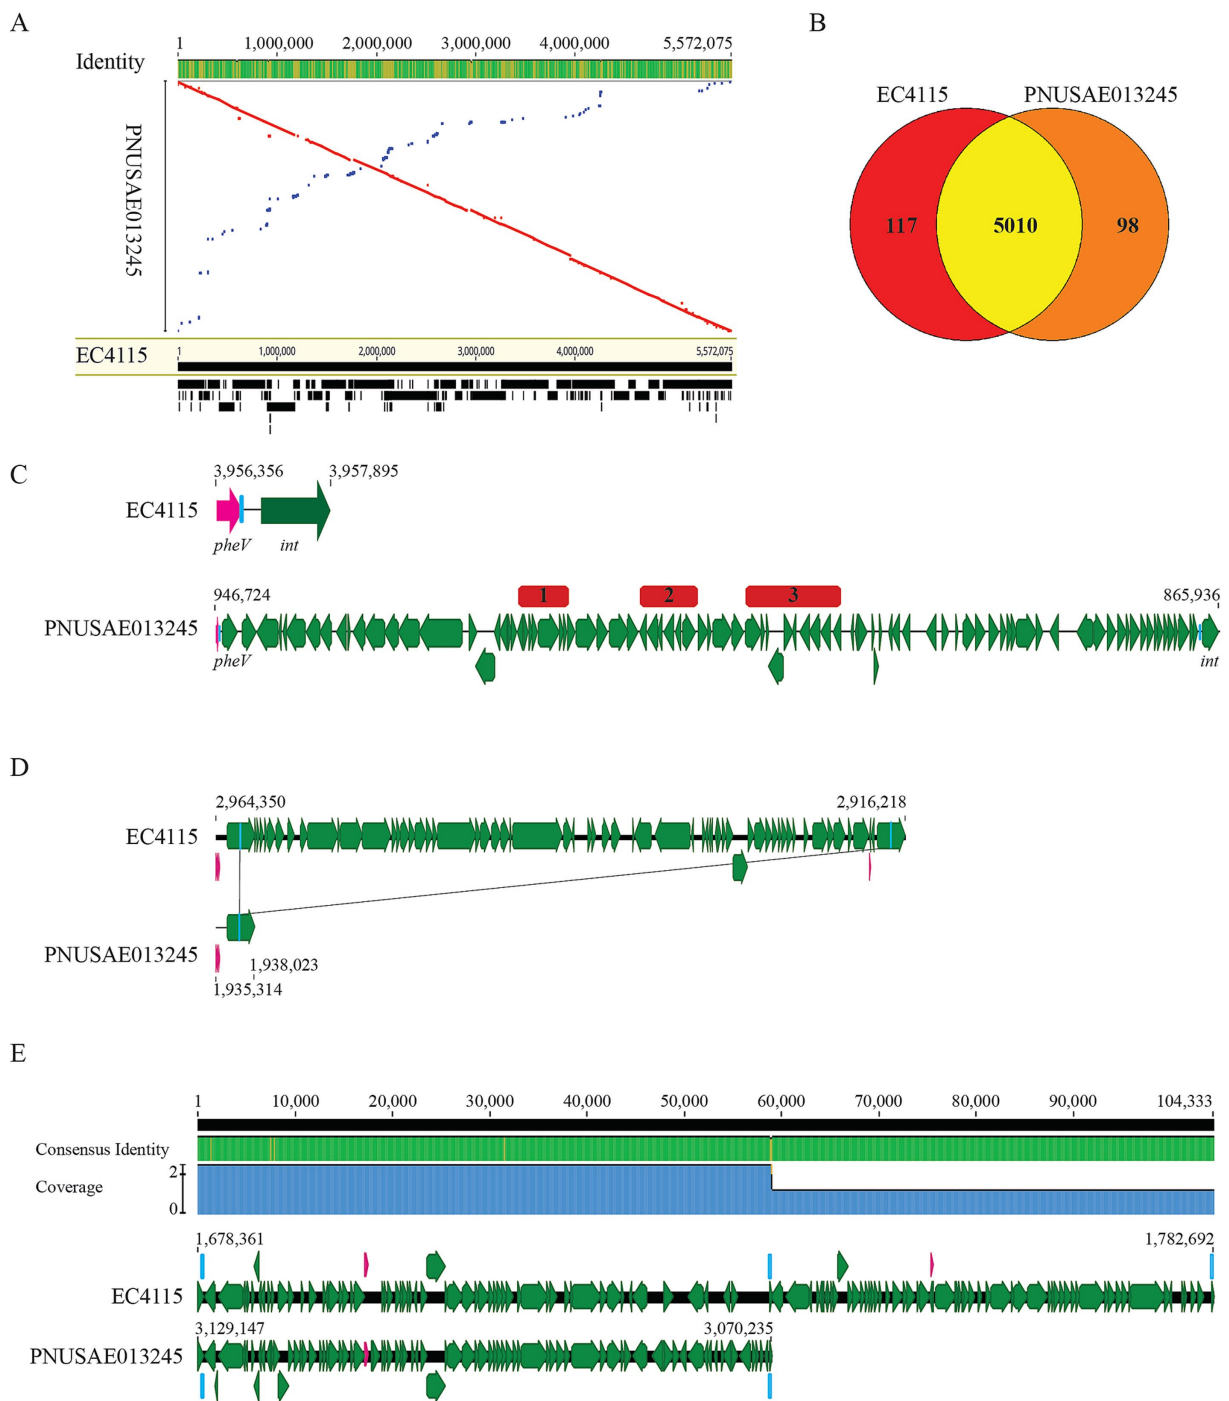 A
B
1 1,000,000 2,000,000 3,000,000 4,000,000 5,572,075
Identity
PNUSAE013245
EC4115
1 1,000,000 2,000,000 3,000,000 4,000,000 5,572,075
EC4115 PNUSAE013245
117 5010 98
C
3,956,356 3,957,895
EC4115
pheV int
1 2 3
946,724 865,936
PNUSAE013245
pheV int
D
2,964,350 2,916,218
EC4115
PNUSAE013245
1,938,023
1,935,314
E
1 10,000 20,000 30,000 40,000 50,000 60,000 70,000 80,000 90,000 104,333
Consensus Identity
2
Coverage
0
1,678,361 1,782,692
EC4115
3,129,147 3,070,235
PNUSAE013245